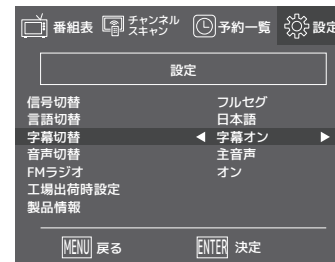 番組表 チャンネルスキャン 予約一覧 設定
設定
信号切替 フルセグ
言語切替 日本語
字幕切替 ◀ 字幕オン ▶
音声切替 主音声
FMラジオ オン
工場出荷時設定
製品情報
MENU 戻る ENTER 決定